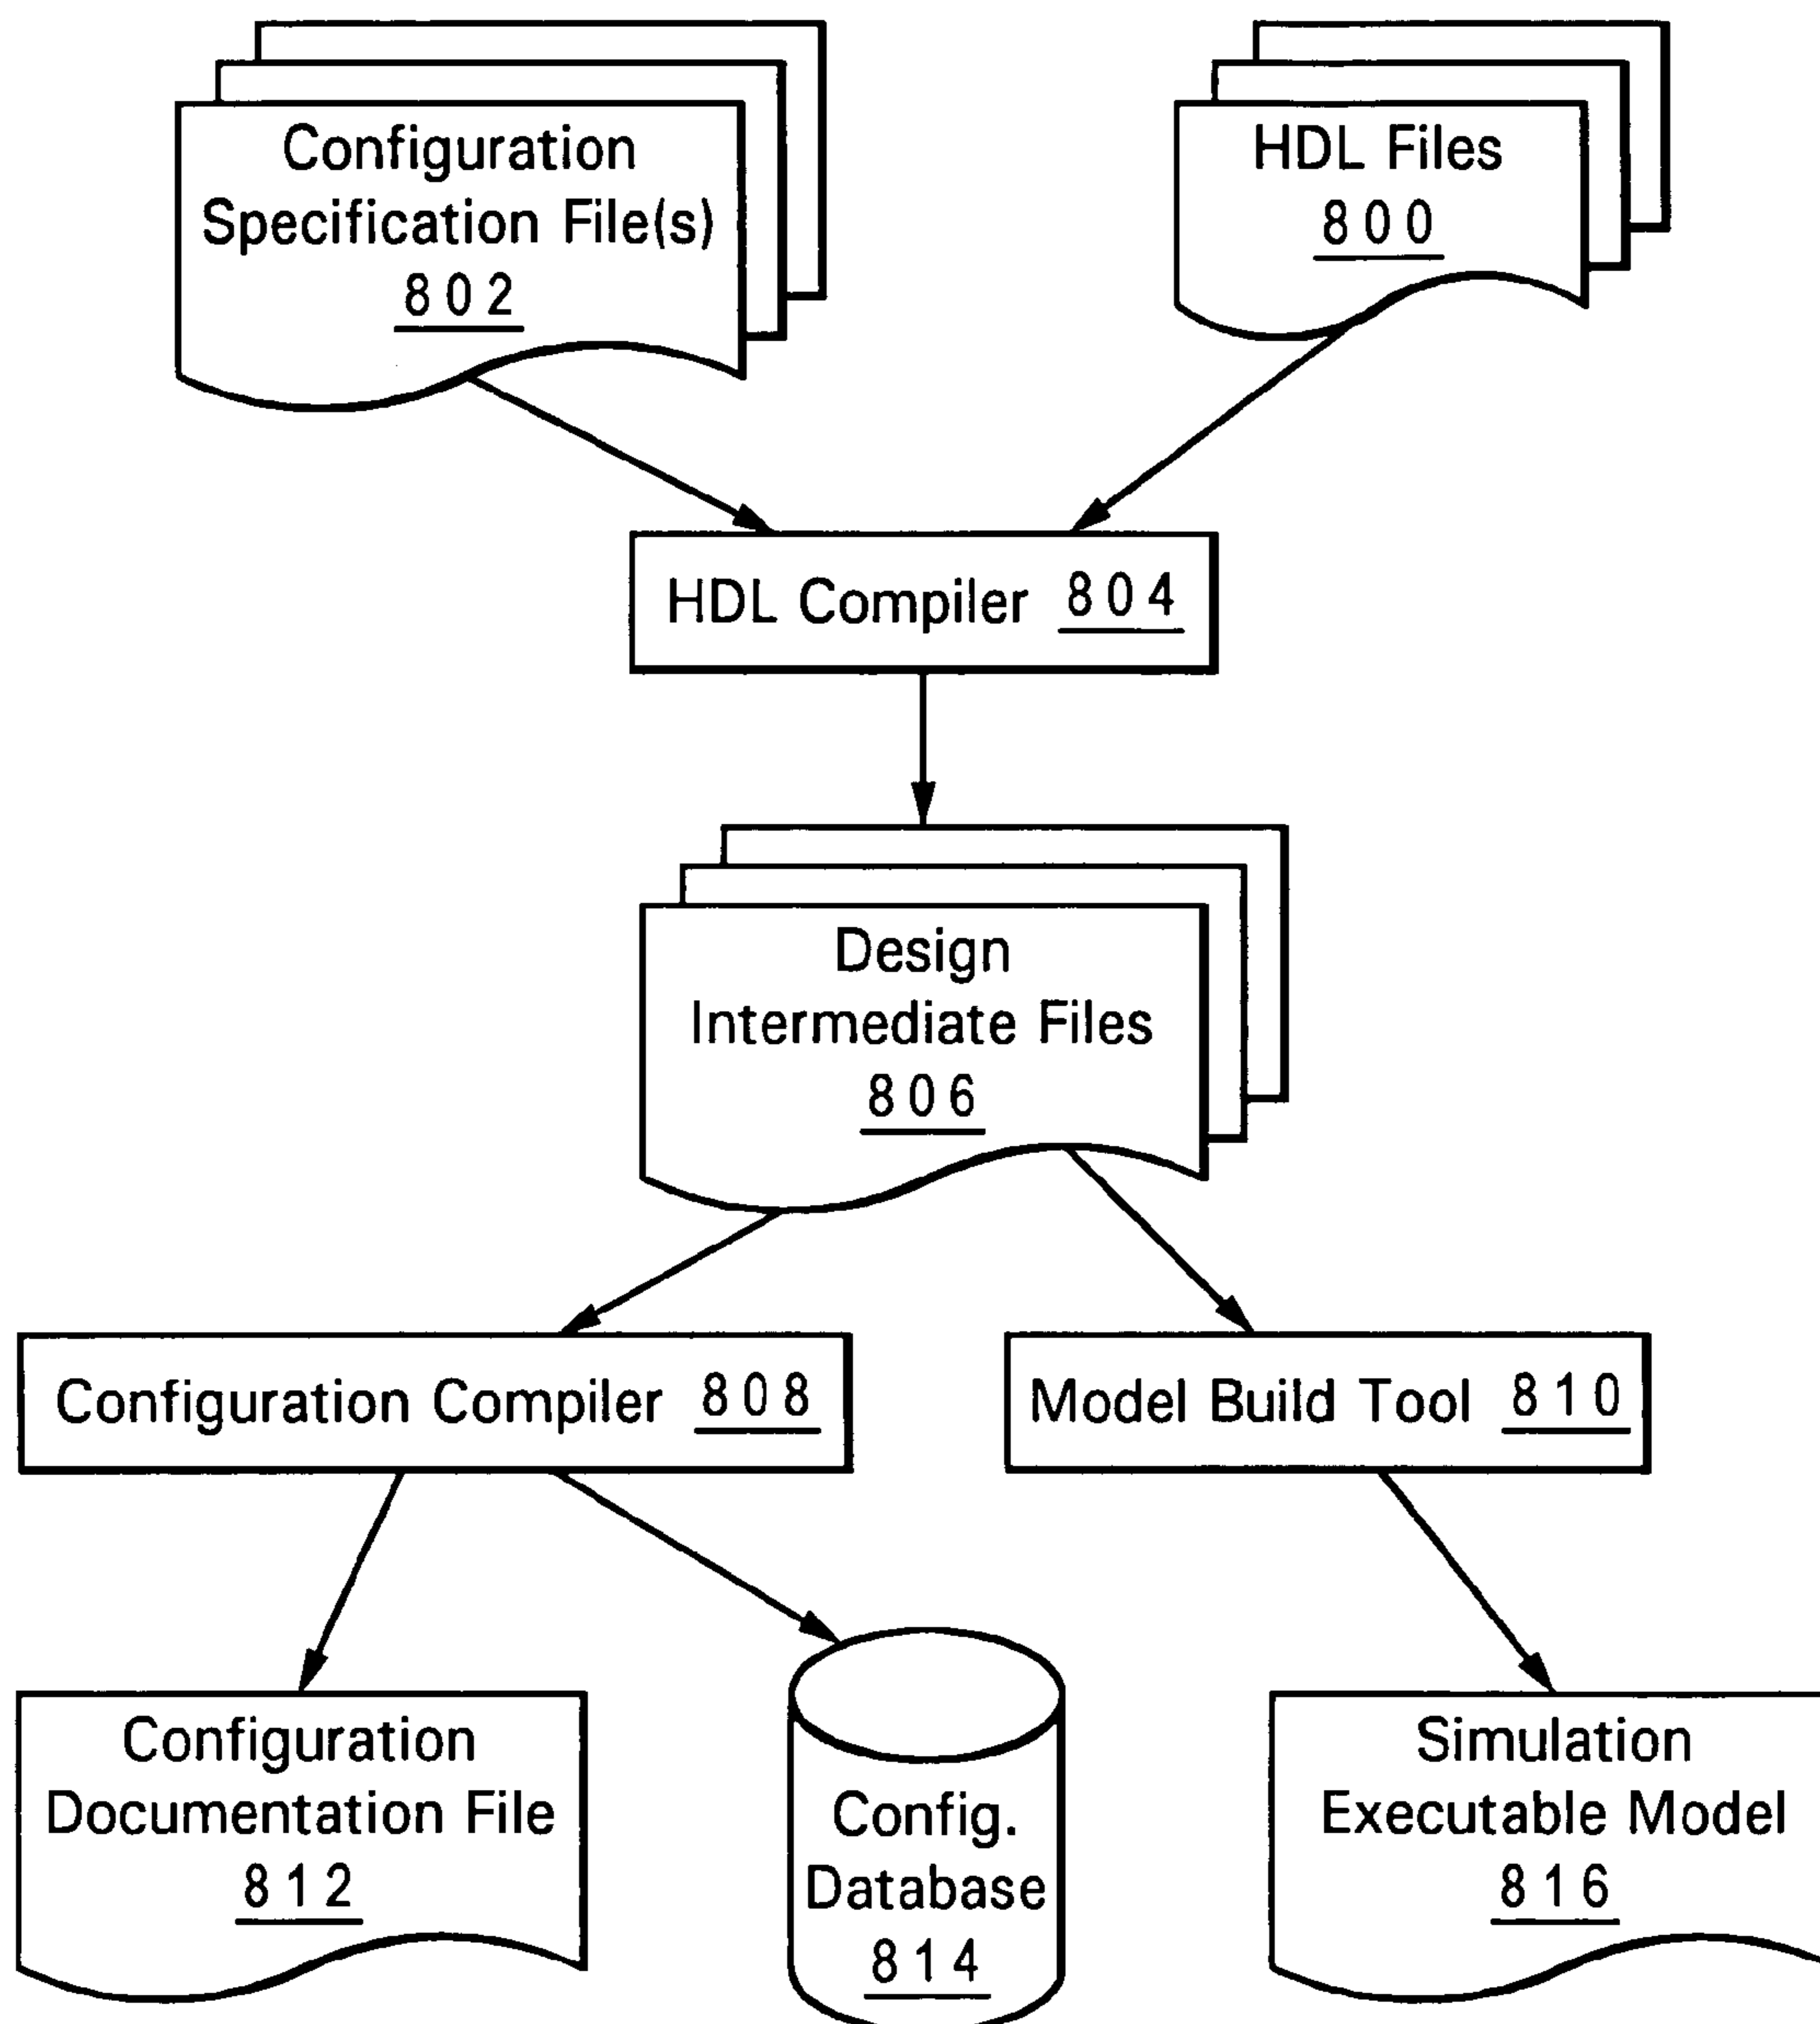 Configuration
Specification File(s)
802
HDL Files
800
HDL Compiler 804
Design
Intermediate Files
806
Configuration Compiler 808
Model Build Tool 810
Configuration
Documentation File
812
Config.
Database
814
Simulation
Executable Model
816